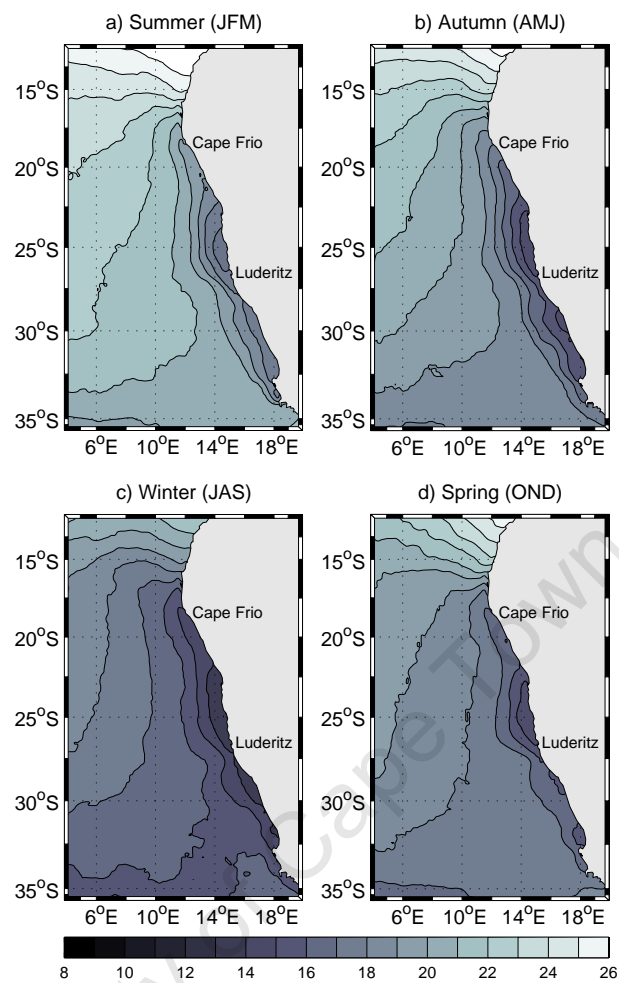 a) Summer (JFM)
b) Autumn (AMJ)
15°S
20°S
25°S
30°S
35°S
6°E 10°E 14°E 18°E
Cape Frio
Luderitz
15°S
20°S
25°S
30°S
35°S
6°E 10°E 14°E 18°E
Cape Frio
Luderitz
c) Winter (JAS)
d) Spring (OND)
15°S
20°S
25°S
30°S
35°S
6°E 10°E 14°E 18°E
Cape Frio
Luderitz
15°S
20°S
25°S
30°S
35°S
6°E 10°E 14°E 18°E
Cape Frio
Luderitz
8 10 12 14 16 18 20 22 24 26
of Cape Town